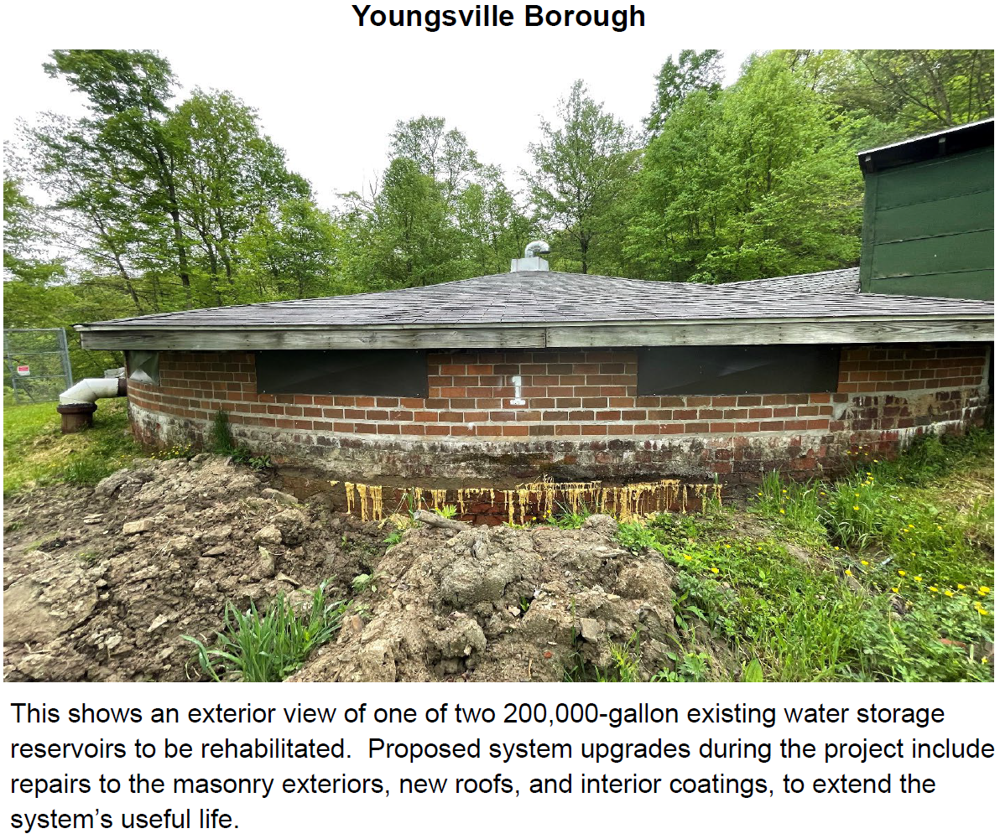 Youngsville Borough
1
This shows an exterior view of one of two 200,000-gallon existing water storage
reservoirs to be rehabilitated.  Proposed system upgrades during the project include
repairs to the masonry exteriors, new roofs, and interior coatings, to extend the
system’s useful life.